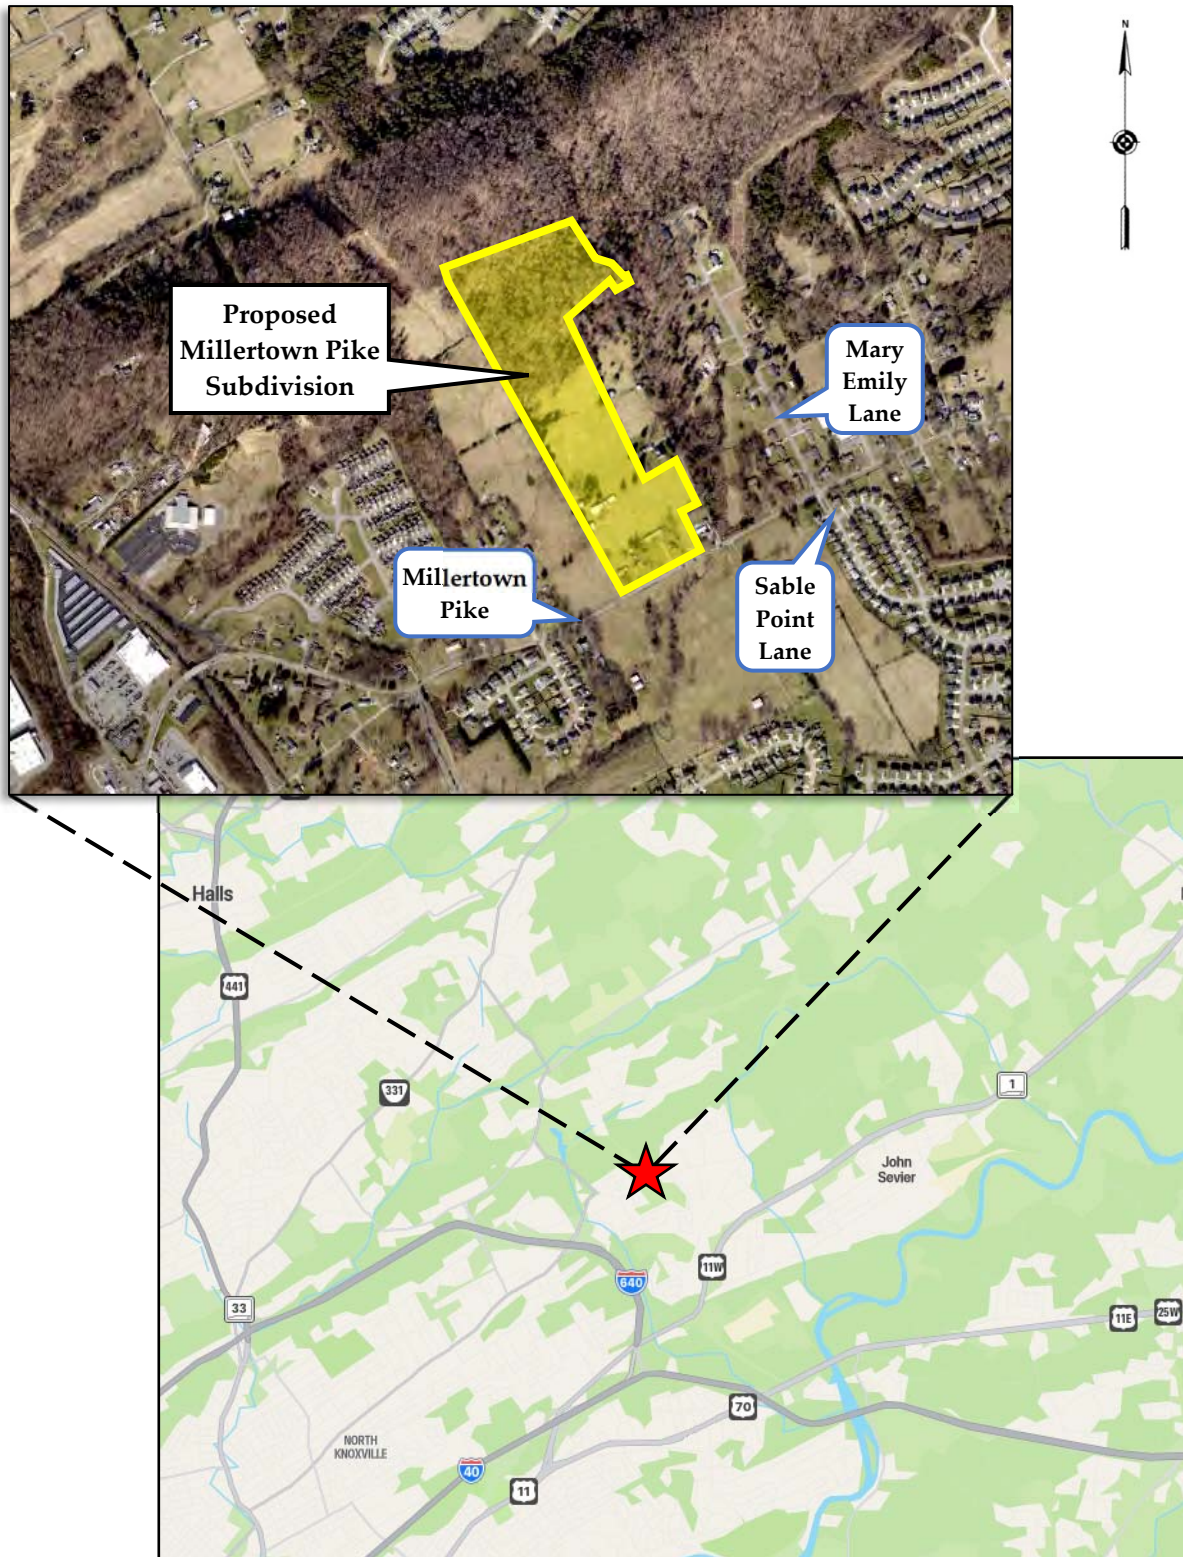 N
Proposed
Millertown Pike
Subdivision
Mary
Emily
Lane
Millertown
Pike
Sable
Point
Lane
Halls
441
331
1
John
Sevier
11W
640
33
11E
25W
70
NORTH
KNOXVILLE
40
11